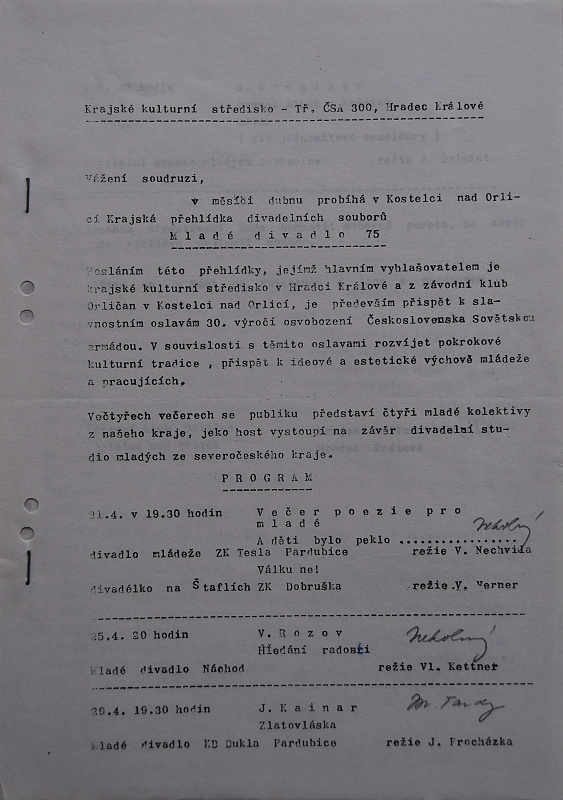 Krajské kulturní středisko - Tř. ČSA 300, Hradec Králové
Vážení soudruzi,
v měsíci dubnu probíhá v Kostelci nad Orli-
cí Krajská přehlídka divadelních souborů
M l a d é d i v a d l o 75
Posláním této přehlídky, jejímž hlavním vyhlašovatelem je
krajské kulturní středisko v Hradci Králové a z závodní klub
Orličan v Kostelci nad Orlicí, je především přispět k sla-
vnostním oslavám 30. výročí osvobození Československa Sovětskou
armádou. V souvislosti s těmito oslavami rozvíjet pokrokové
kulturní tradice , přispět k ideové a estetické výchově mládeže
a pracujících.
Večtyřech večerech se publiku představí čtyři mladé kolektivy
z našeho kraje, jeko host vystoupí na závěr divadelní stu-
dio mladých ze severočeského kraje.
P R O G R A M
21.4. v 19.30 hodin V e č e r p o e z i e p r o
m l a d é
A děti bylo peklo ................
divadlo mládeže ZK Tesla Pardubice režie V. Nechvíla
Válku ne!
divadélko na Štaflích ZK Dobruška režie V. Verner
25.4. 20 hodin V. R o z o v
Hledání radosti
Mladé divadlo Náchod režie Vl. Kettner
29.4. 19.30 hodin J. K a i n a r
Zlatovláska
Mladé divadlo KD Dukla Pardubice režie J. Procházka